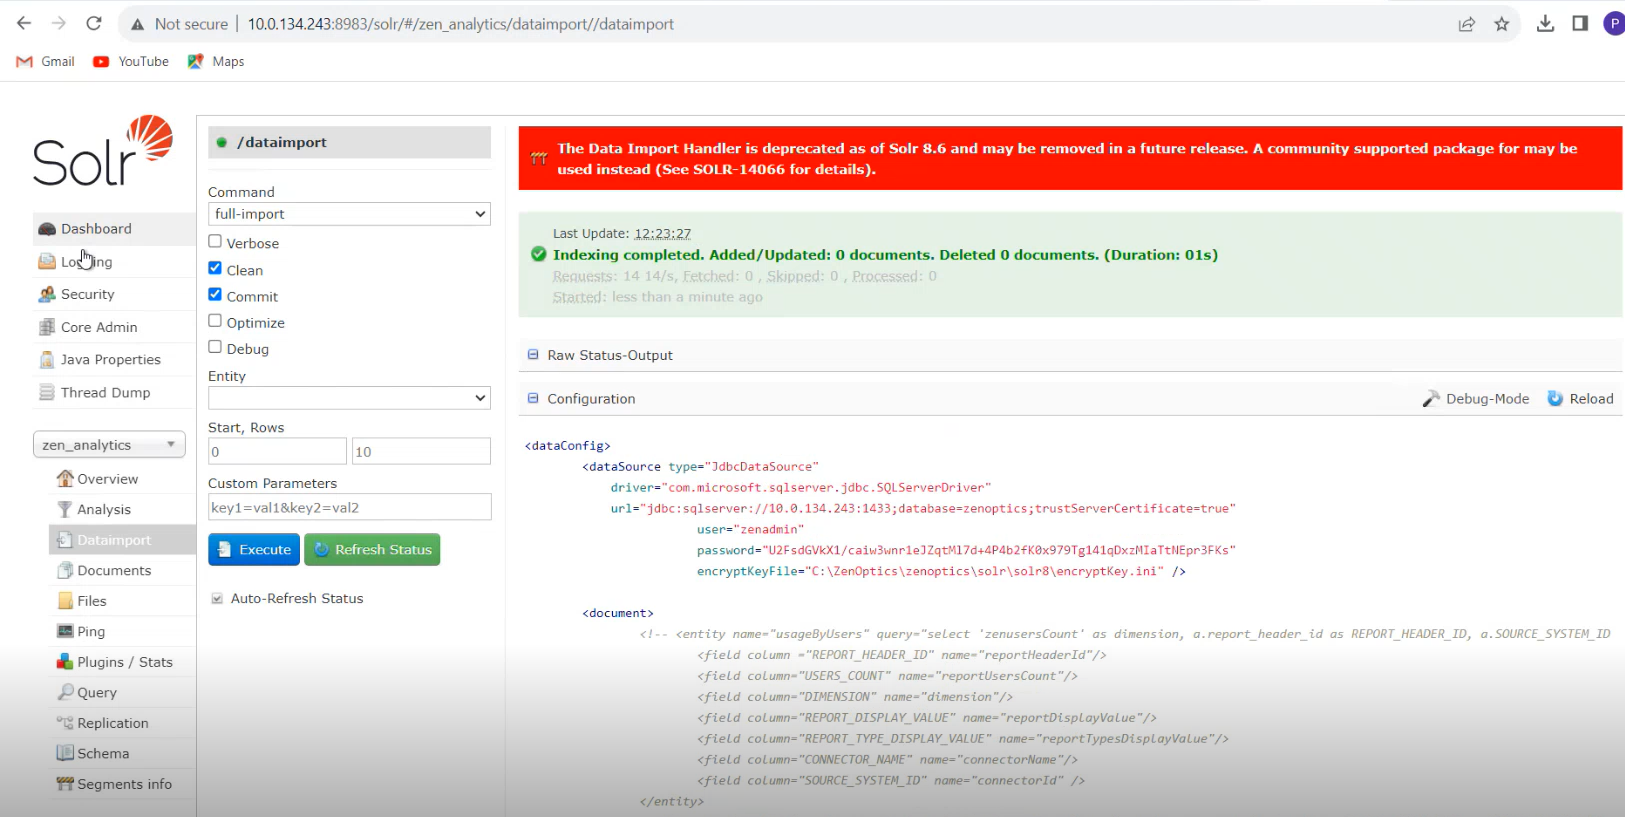 Not secure | 10.0.134.243:8983/solr/#/zen_analytics/dataimport//dataimport
P
Gmail YouTube Maps
Solr
Dashboard
Logging
Security
Core Admin
Java Properties
Thread Dump
zen_analytics
Overview
Analysis
Dataimport
Documents
Files
Ping
Plugins / Stats
Query
Replication
Schema
Segments info
/dataimport
Command
full-import
Verbose
Clean
Commit
Optimize
Debug
Entity
Start, Rows
0 10
Custom Parameters
key1=val1&key2=val2
Execute Refresh Status
Auto-Refresh Status
The Data Import Handler is deprecated as of Solr 8.6 and may be removed in a future release. A community supported package for may be
used instead (See SOLR-14066 for details).
Last Update: 12:23:27
Indexing completed. Added/Updated: 0 documents. Deleted 0 documents. (Duration: 01s)
Requests: 14 14/s, Fetched: 0 , Skipped: 0 , Processed: 0
Started: less than a minute ago
Raw Status-Output
Configuration Debug-Mode Reload
<dataConfig>
<dataSource type="JdbcDataSource"
driver="com.microsoft.sqlserver.jdbc.SQLServerDriver"
url="jdbc:sqlserver://10.0.134.243:1433;database=zenoptics;trustServerCertificate=true"
user="zenadmin"
password="U2FsdGVkX1/caiw3wnr1eJZqtMl7d+4P4b2fK0x979Tg141qDxzMIaTtNEpr3FKs"
encryptKeyFile="C:\ZenOptics\zenoptics\solr\solr8\encryptKey.ini" />
<document>
<!-- <entity name="usageByUsers" query="select 'zenusersCount' as dimension, a.report_header_id as REPORT_HEADER_ID, a.SOURCE_SYSTEM_ID
<field column ="REPORT_HEADER_ID" name="reportHeaderId"/>
<field column="USERS_COUNT" name="reportUsersCount"/>
<field column="DIMENSION" name="dimension"/>
<field column="REPORT_DISPLAY_VALUE" name="reportDisplayValue"/>
<field column="REPORT_TYPE_DISPLAY_VALUE" name="reportTypesDisplayValue"/>
<field column="CONNECTOR_NAME" name="connectorName"/>
<field column="SOURCE_SYSTEM_ID" name="connectorId" />
</entity>